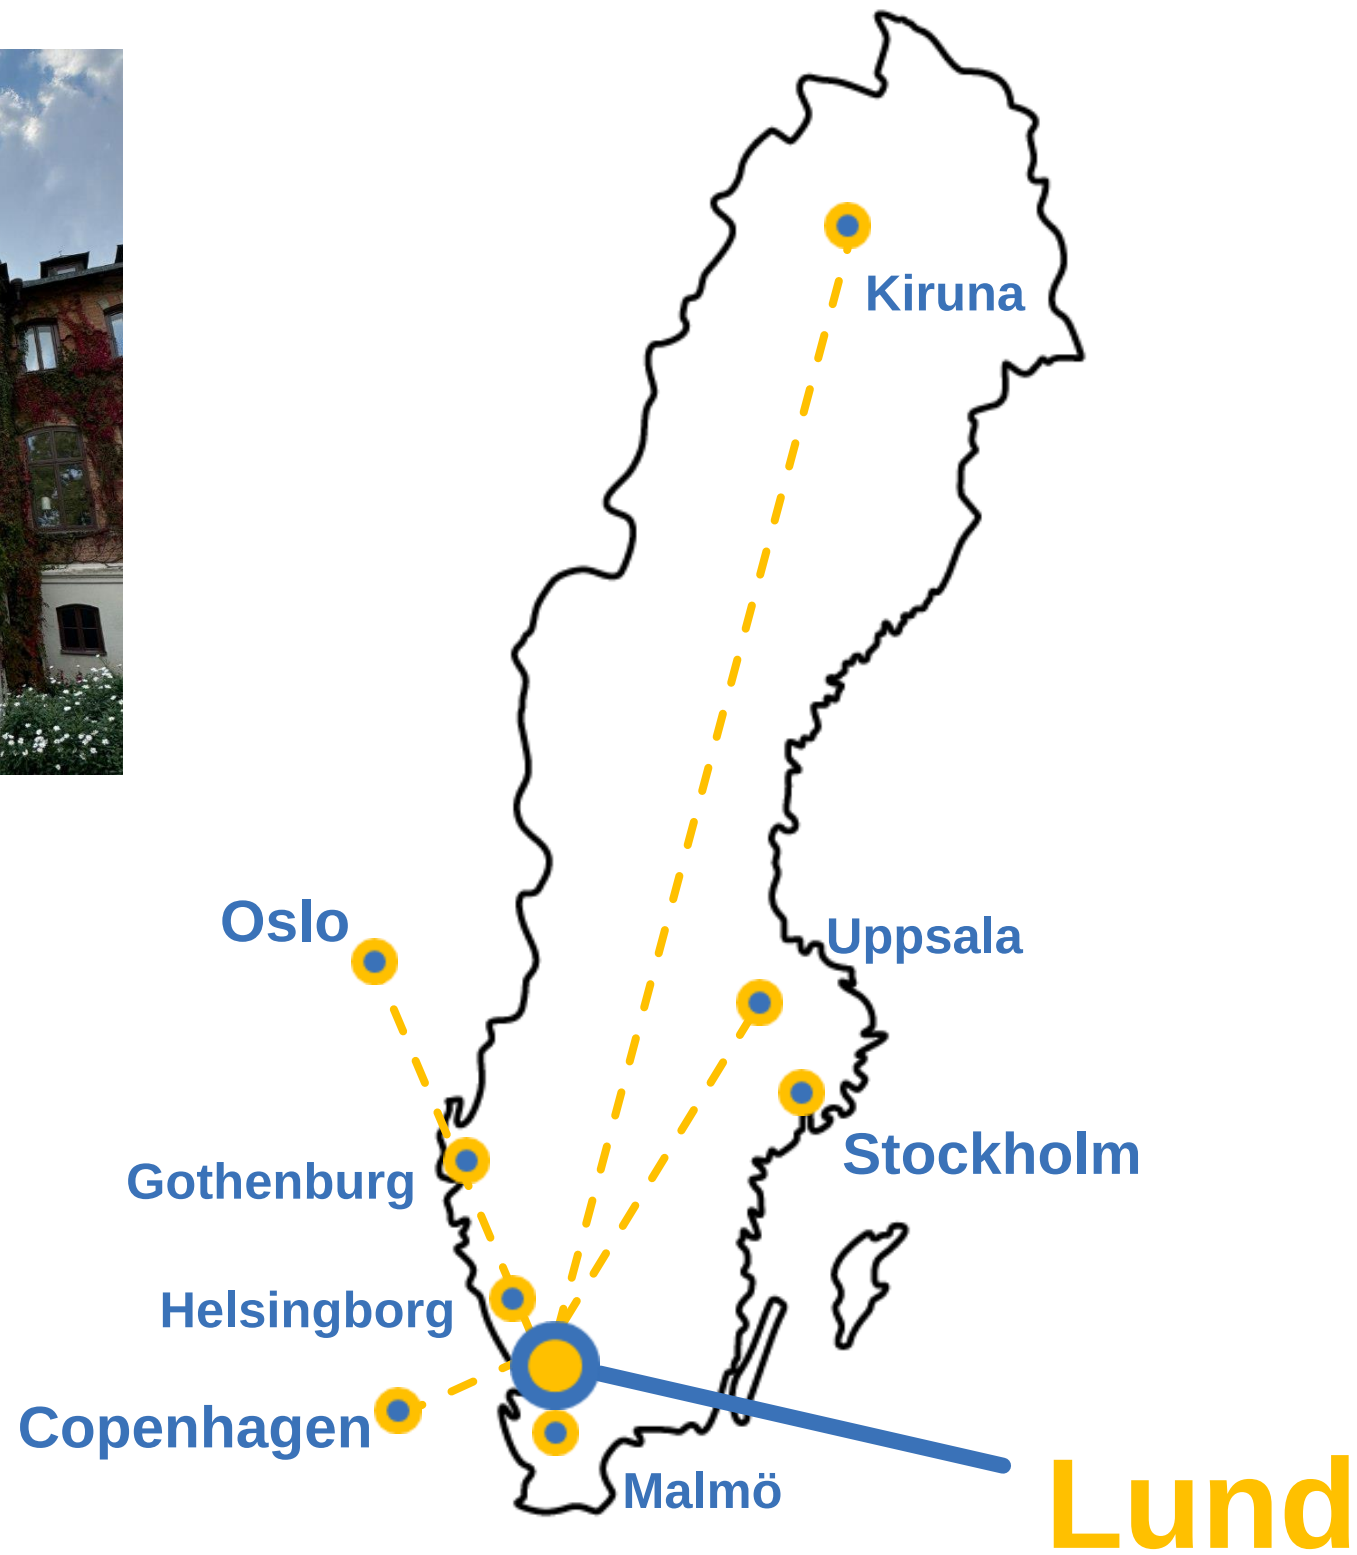 Kiruna
Oslo
Uppsala
Stockholm
Gothenburg
Helsingborg
Copenhagen
Malmö
Lund